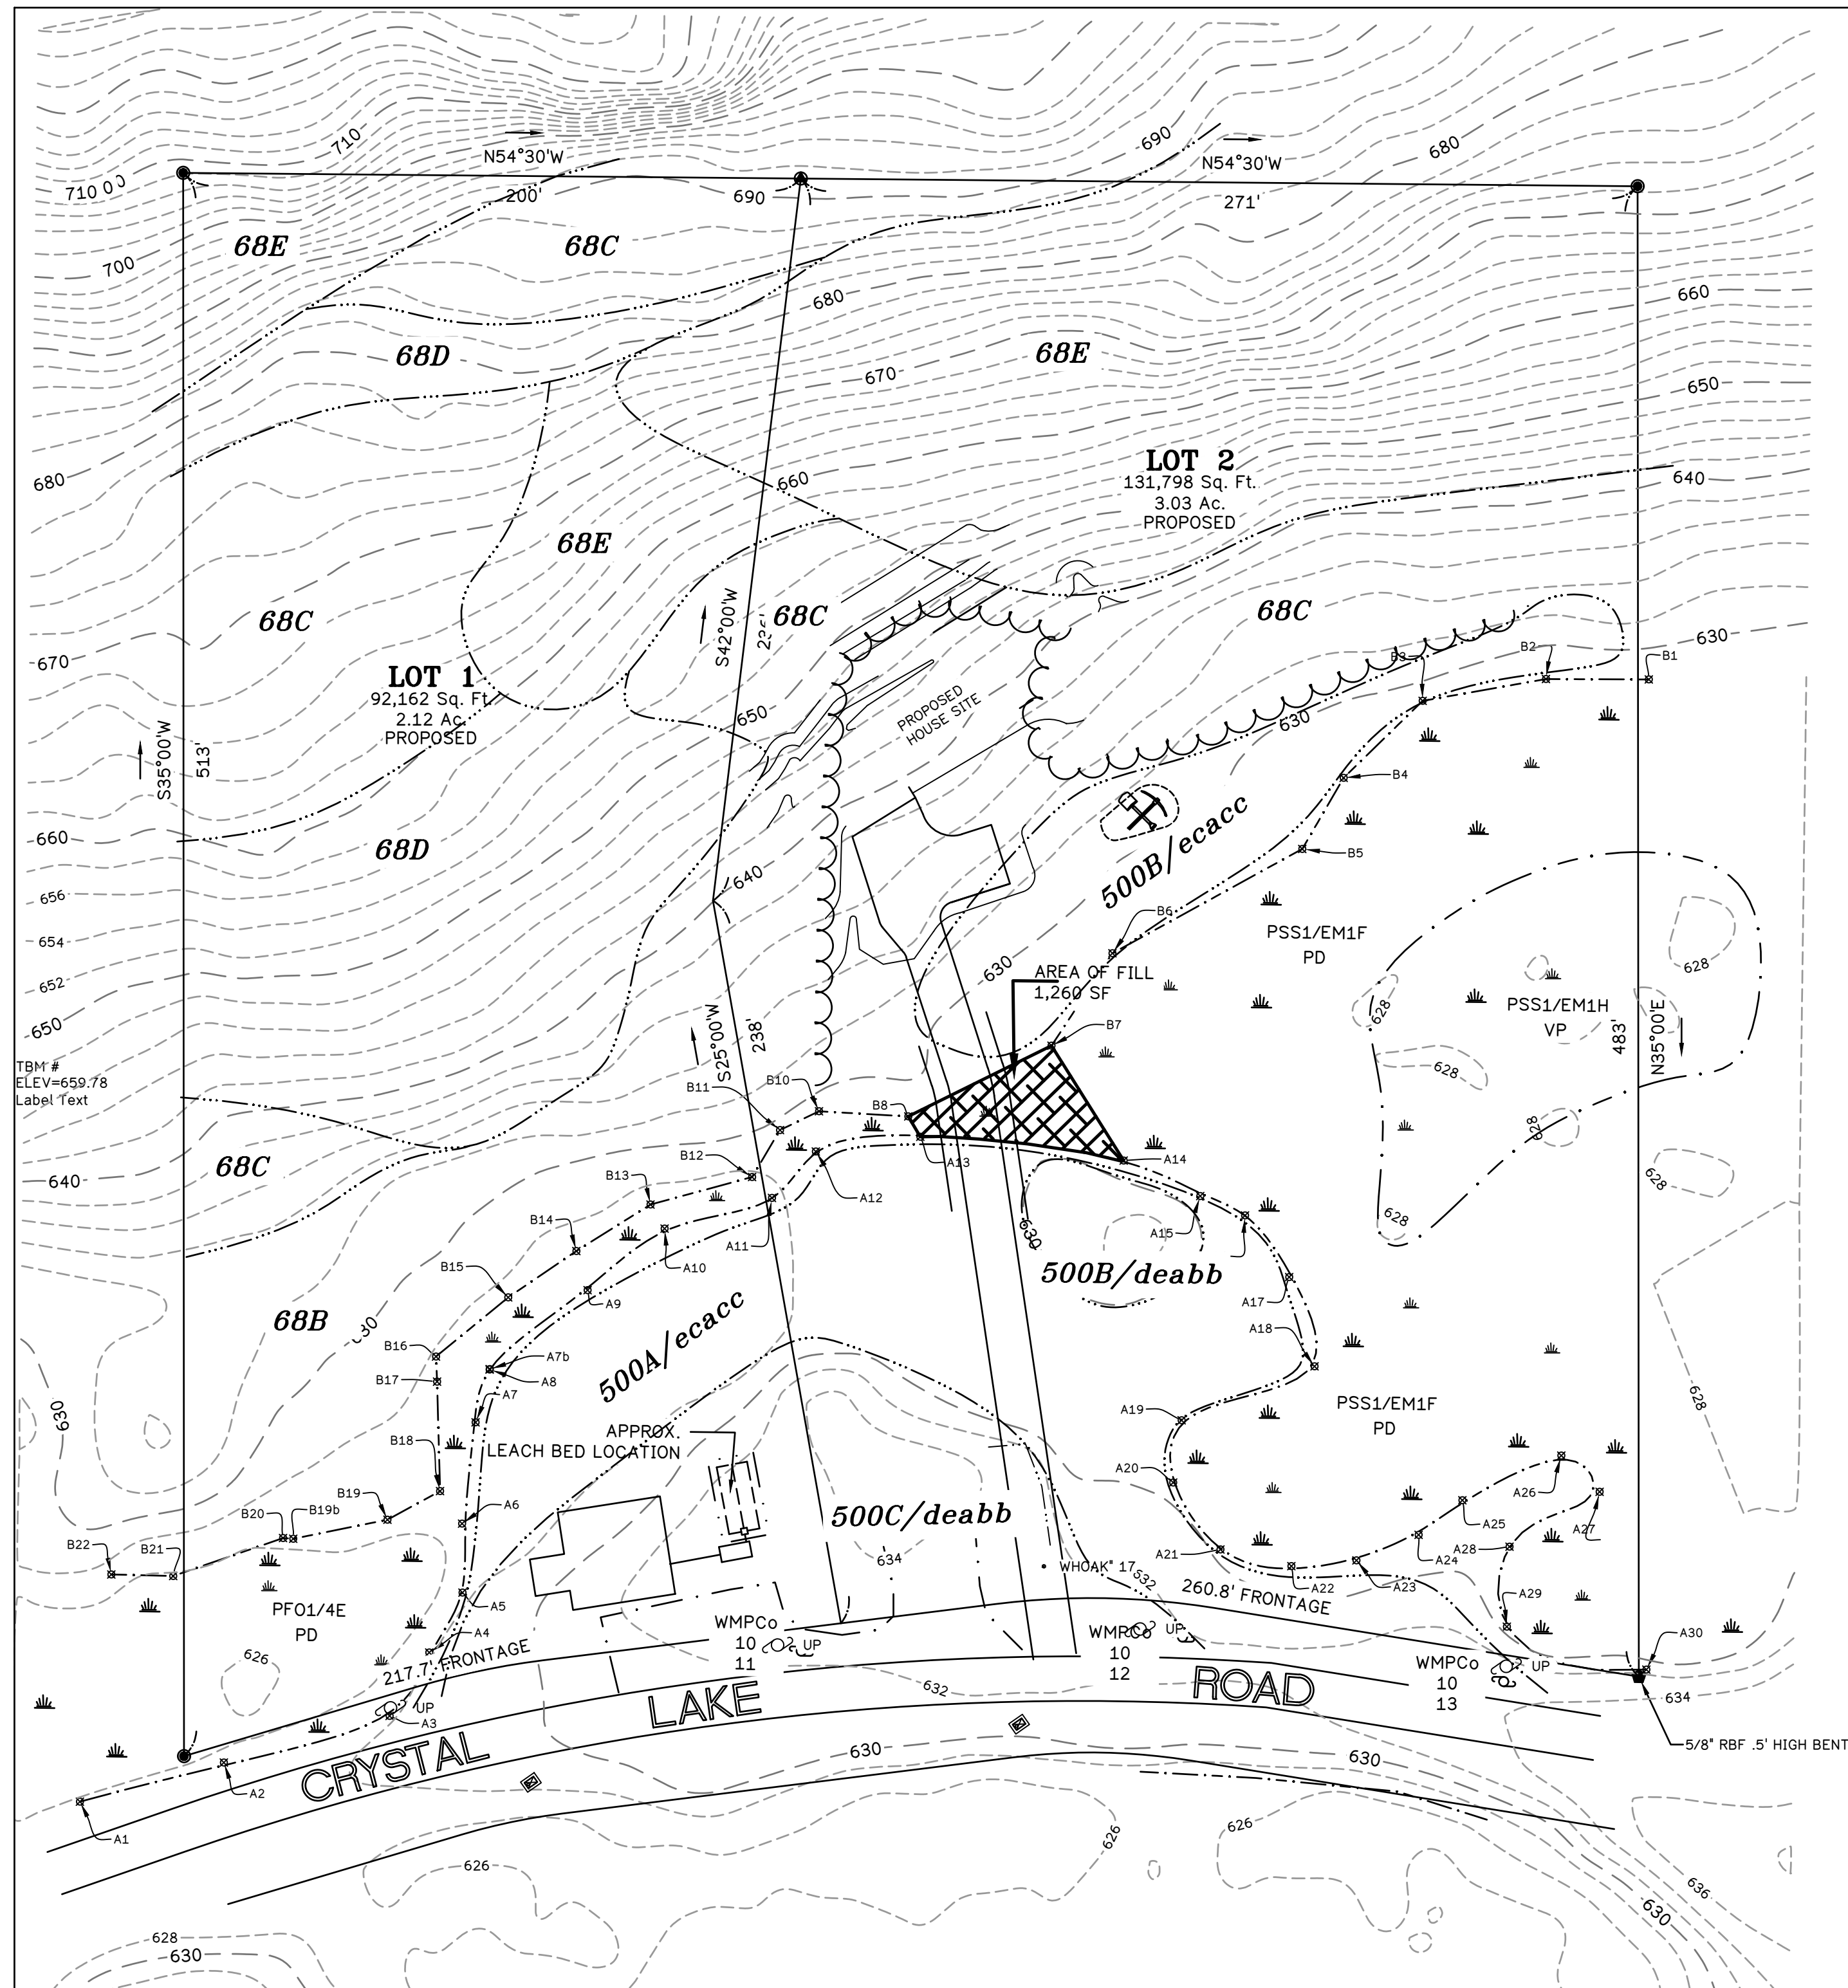 710
690
N54°30'W
N54°30'W
680
710
200'
690
271'
68E
68C
700
660
680
68D
68E
670
650
LOT 2
131,798 Sq. Ft.
3.03 Ac.
PROPOSED
680
660
640
68E
68C
S42°00'W
68C
68C
670
630
B3
B2
B1
LOT 1
92,162 Sq. Ft.
2.12 Ac.
PROPOSED
PROPOSED
HOUSE SITE
650
630
S35°00'W
513'
B4
660
68D
B5
640
500B/ecacc
656
B6
654
PSS1/EM1F
PD
652
630
AREA OF FILL
1,260 SF
628
628
PSS1/EM1H
VP
650
S25°00'W
238'
B7
483'
N35°00'E
TBM #
ELEV=659.78
Label Text
628
B11
B10
B8
628
68C
640
B12
A13
A14
B13
A12
628
B14
A11
A10
630
A15
628
B15
A9
500B/deabb
A17
68B
500A/ecacc
A18
B16
A7b
B17
A8
A7
628
630
A19
PSS1/EM1F
PD
B18
APPROX.
LEACH BED LOCATION
A20
B19
B20
B19b
A6
500C/deabb
A26
A25
A27
B22
B21
634
WHOAK" 17
532
A21
A28
A24
A22
A23
PFO1/4E
PD
A5
260.8' FRONTAGE
A29
A4
WMPCo
10
11
UP
WMPCo
10
12
UP
A30
626
217.7' FRONTAGE
WMPCo
10
13
UP
UP
A3
632
634
CRYSTAL LAKE ROAD
A2
5/8" RBF .5' HIGH BENT
630
630
A1
626
626
626
636
630
628
630